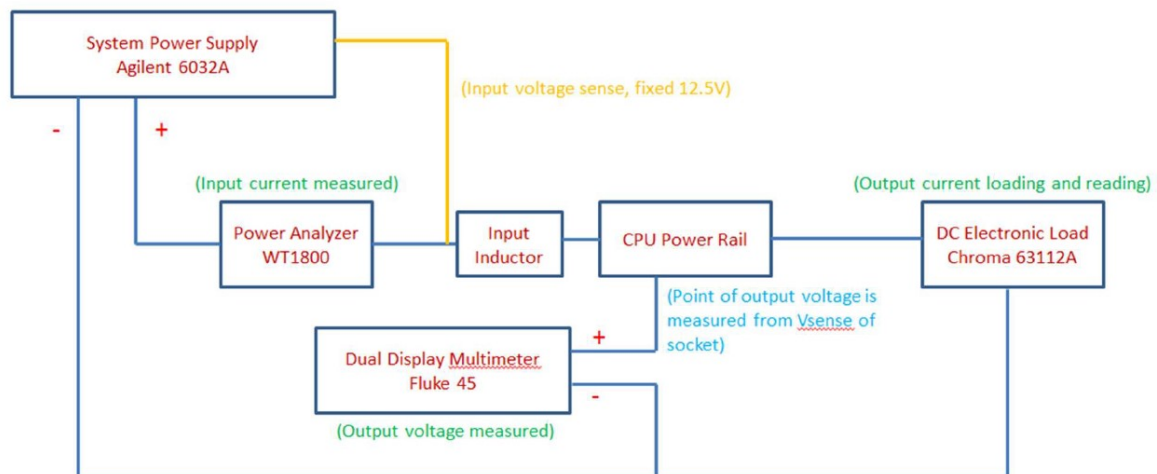 System Power Supply
Agilent 6032A
(Input voltage sense, fixed 12.5V)
-
+
(Input current measured)
(Output current loading and reading)
Power Analyzer
WT1800
Input
Inductor
CPU Power Rail
DC Electronic Load
Chroma 63112A
(Point of output voltage is
measured from Vsense of
socket)
+
Dual Display Multimeter
Fluke 45
-
(Output voltage measured)